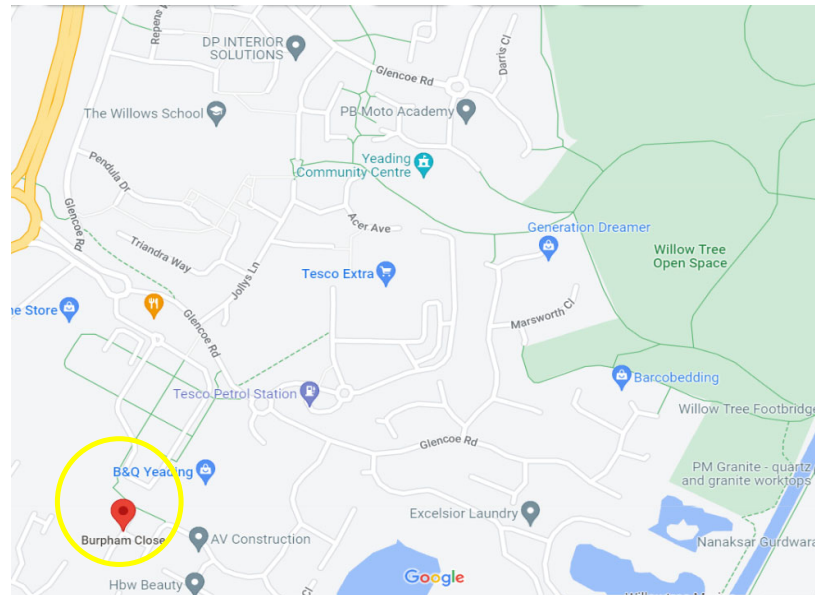 DP INTERIOR
SOLUTIONS
Glencoe Rd
Darris Cl
The Willows School
PB Moto Academy
Yeading
Community Centre
Pendula Dr
Glencoe Rd
Acer Ave
Generation Dreamer
Willow Tree
Open Space
Triandra Way
Jollys Ln
Tesco Extra
ne Store
Glencoe Rd
Marsworth Cl
Tesco Petrol Station
Barcobedding
Willow Tree Footbridge
Glencoe Rd
B&Q Yeading
PM Granite - quartz
and granite worktops
Burpham Close
AV Construction
Excelsior Laundry
Nanaksar Gurdwara
Hbw Beauty
Google